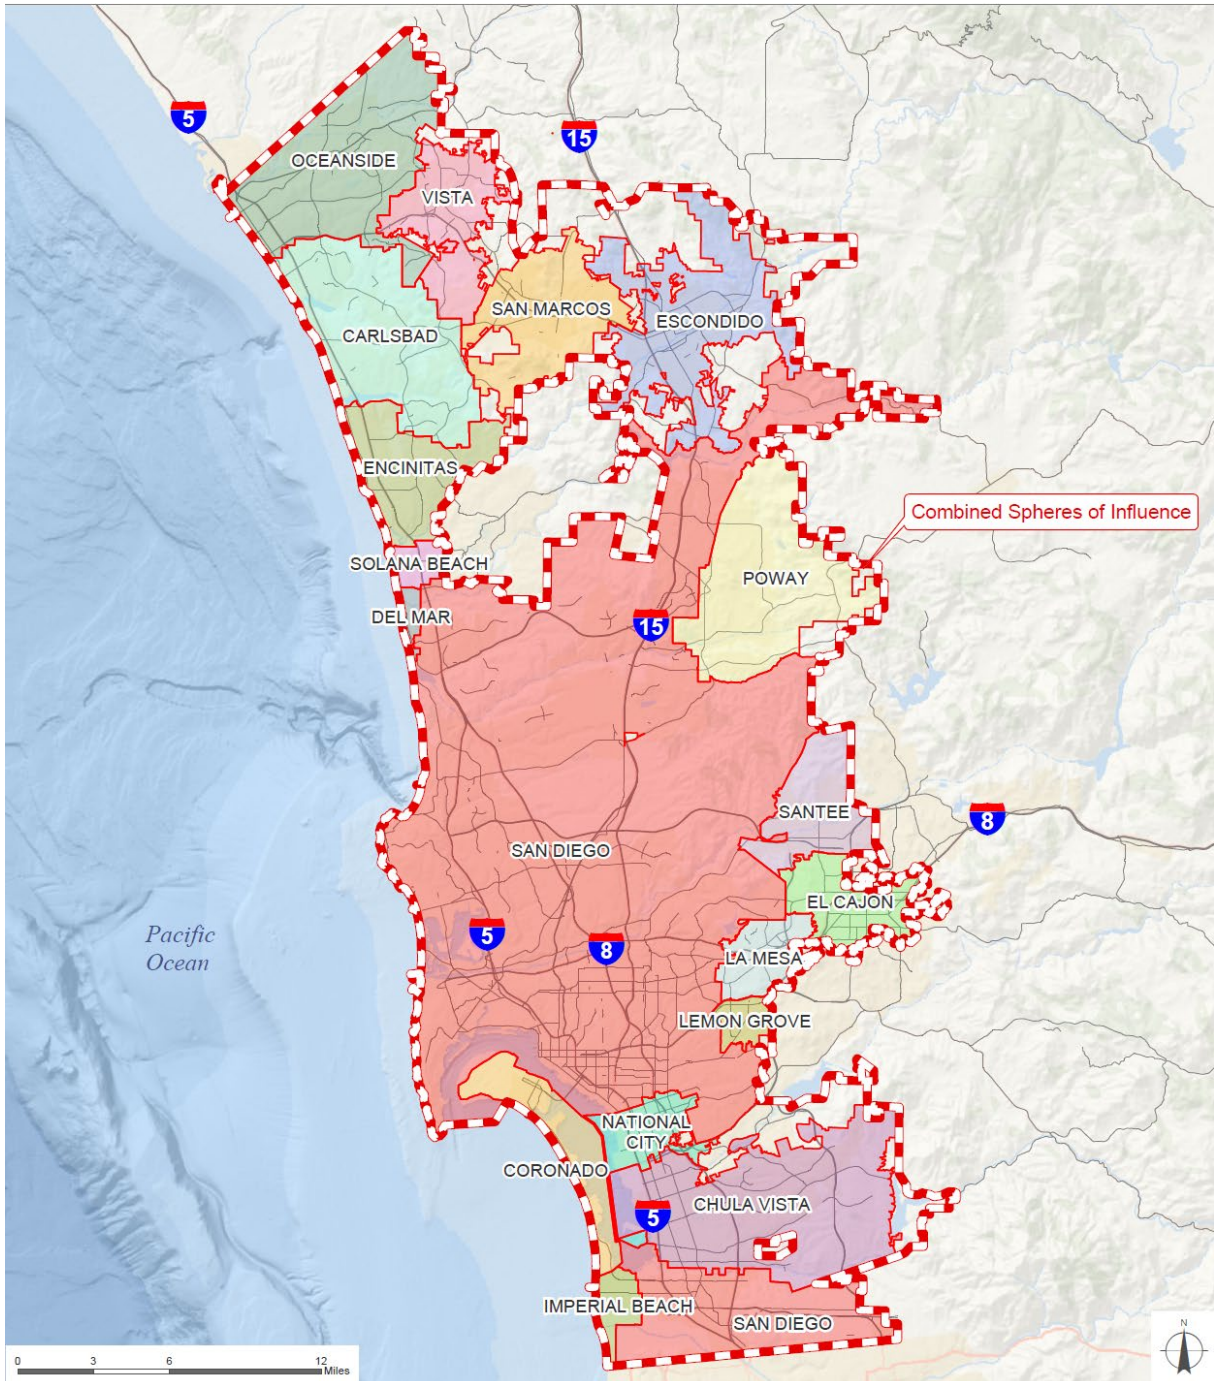 5
15
OCEANSIDE
VISTA
SAN MARCOS
ESCONDIDO
CARLSBAD
ENCINITAS
Combined Spheres of Influence
SOLANA BEACH
POWAY
DEL MAR
15
SANTEE
8
SAN DIEGO
EL CAJON
5
8
Pacific
Ocean
LA MESA
LEMON GROVE
NATIONAL
CITY
CORONADO
CHULA VISTA
5
IMPERIAL BEACH
SAN DIEGO
N
0 3 6 12
Miles